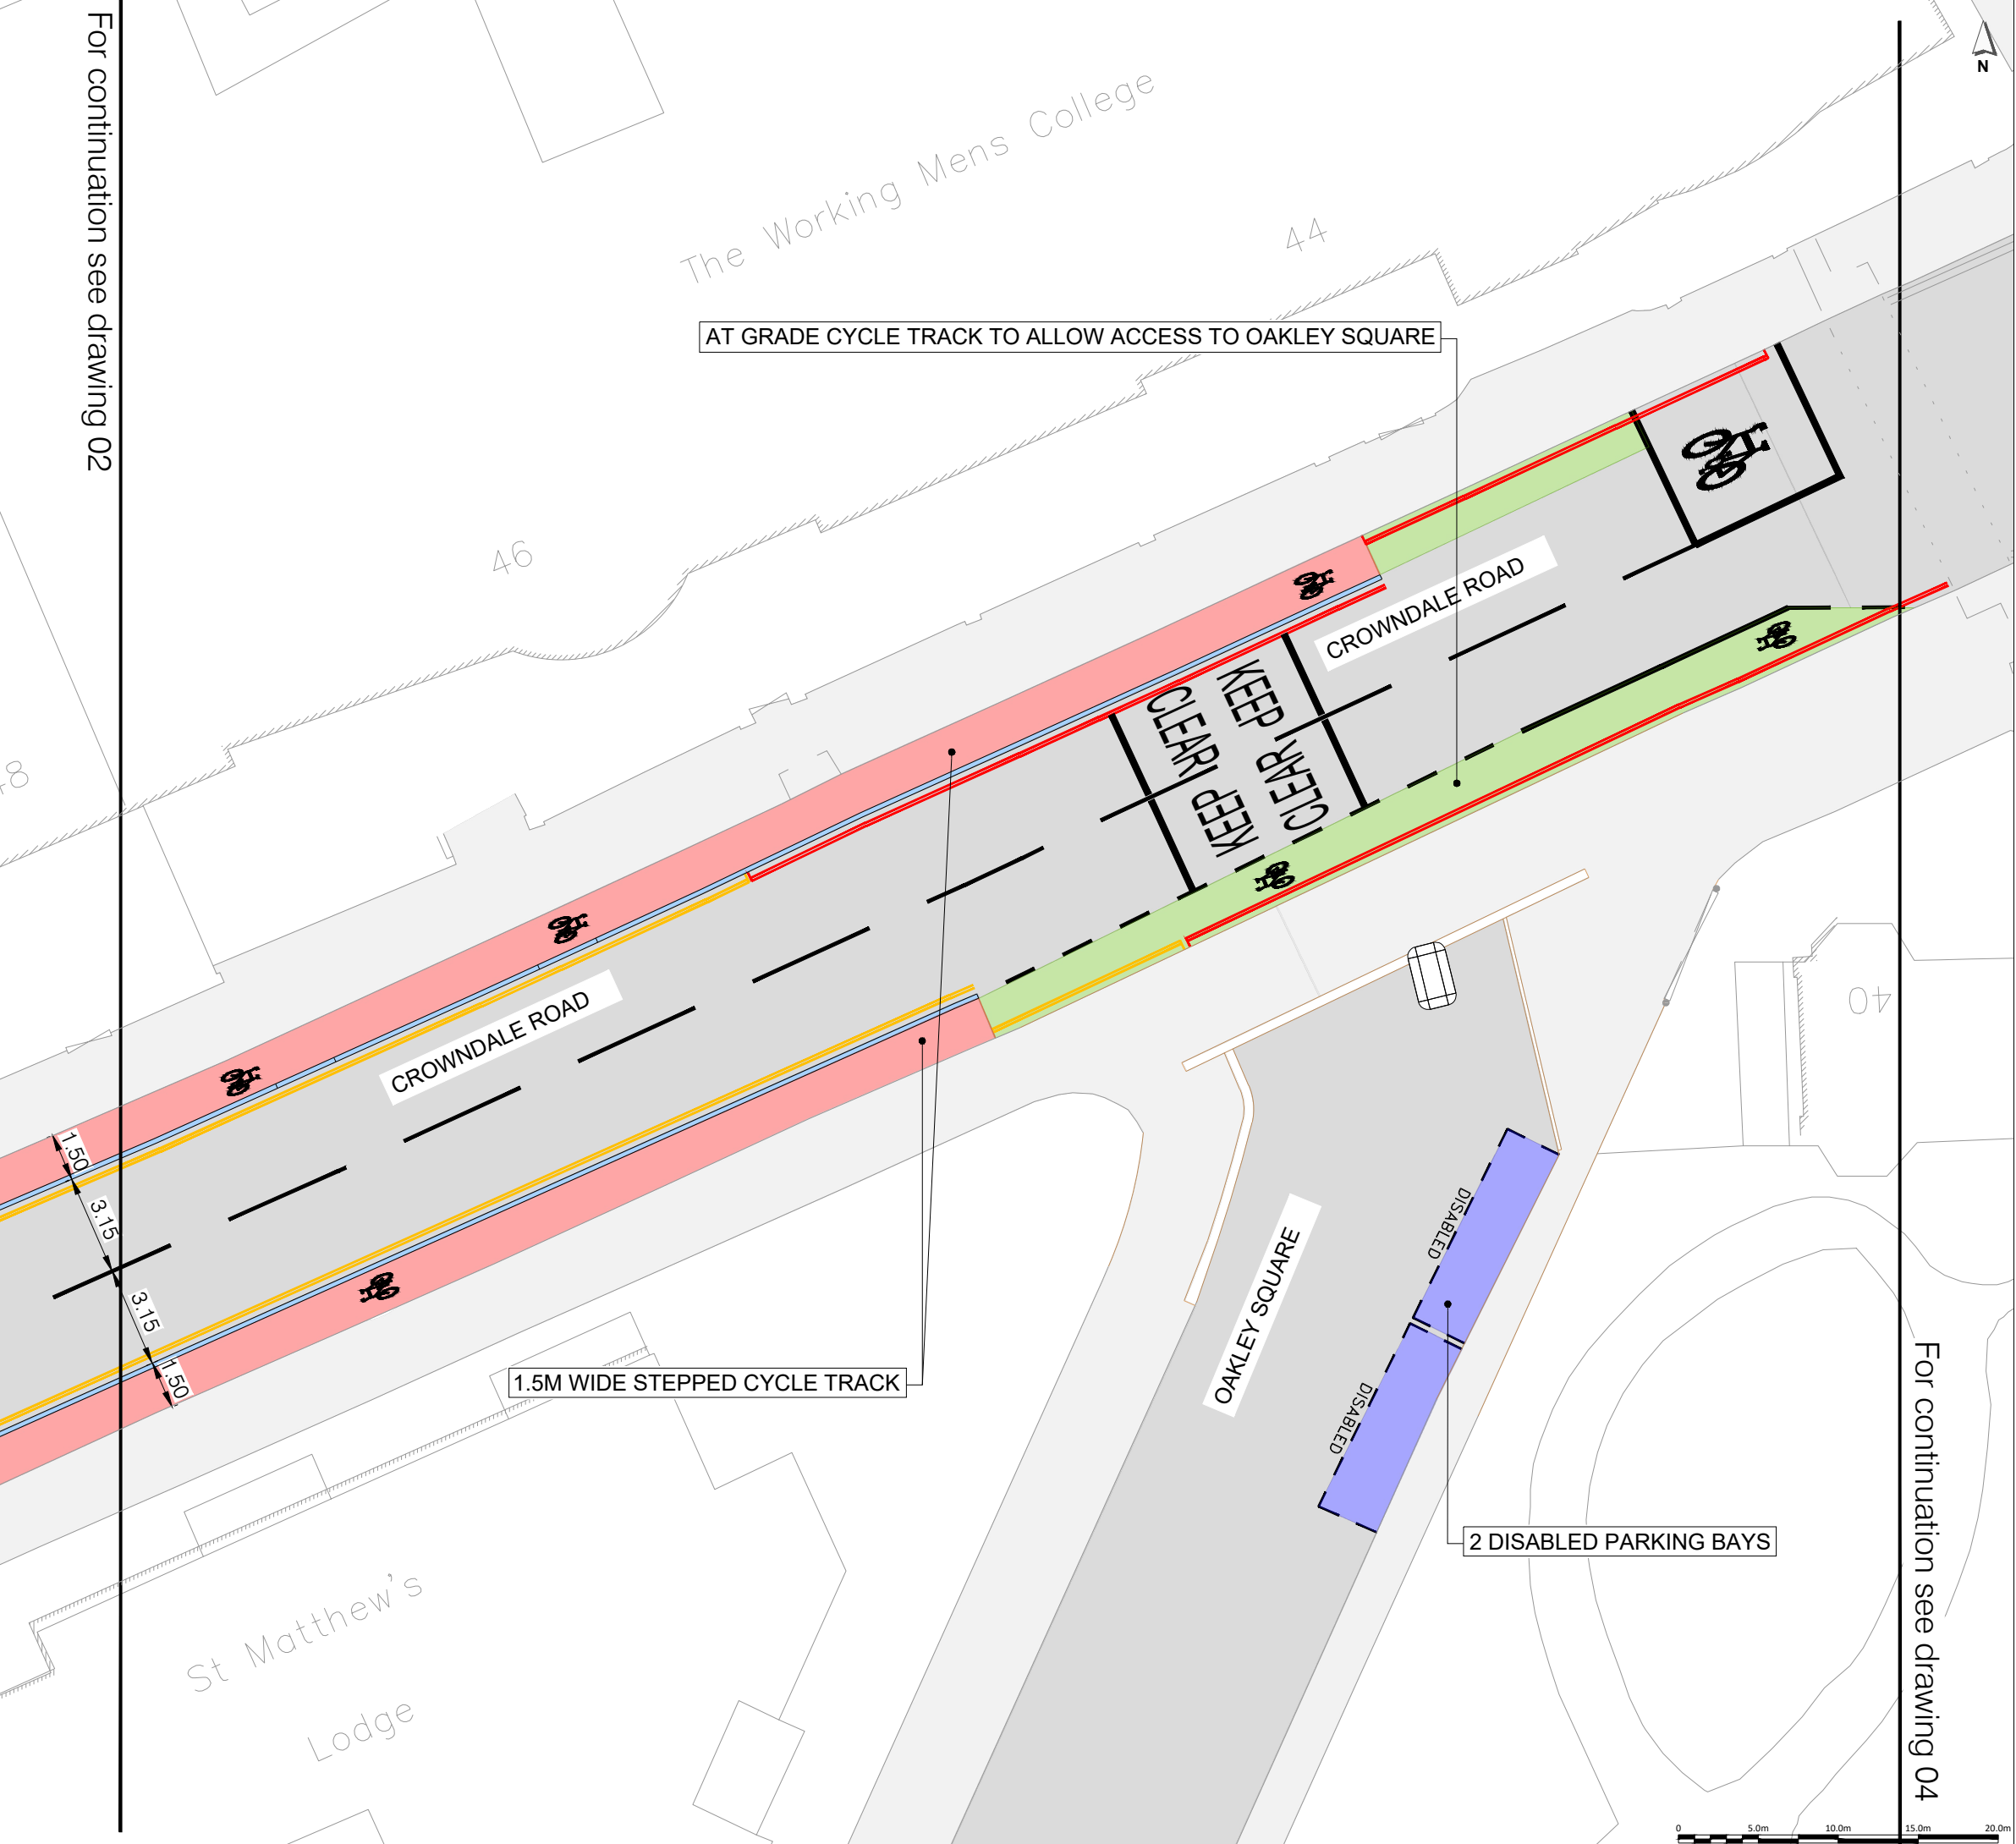 For continuation see drawing 02
N
The Working Mens College
44
AT GRADE CYCLE TRACK TO ALLOW ACCESS TO OAKLEY SQUARE
46
CROWNDALE ROAD
KEEP
CLEAR
KEEP
CLEAR
CROWNDALE ROAD
40
1.50
3.15
3.15
1.50
DISABLED
DISABLED
OAKLEY SQUARE
1.5M WIDE STEPPED CYCLE TRACK
2 DISABLED PARKING BAYS
St Matthew's
Lodge
For continuation see drawing 04
0 5.0m 10.0m 15.0m 20.0m